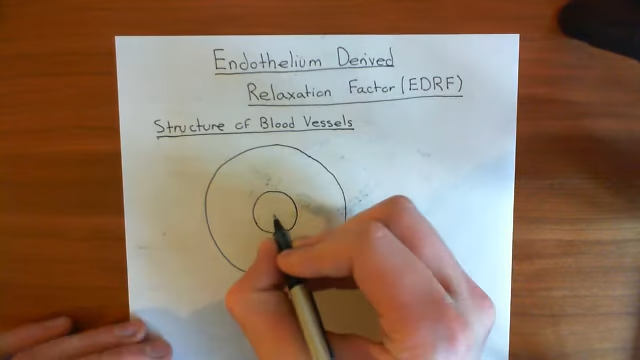 Endothelium Derived
Relaxation Factor (EDRF)
Structure of Blood Vessels